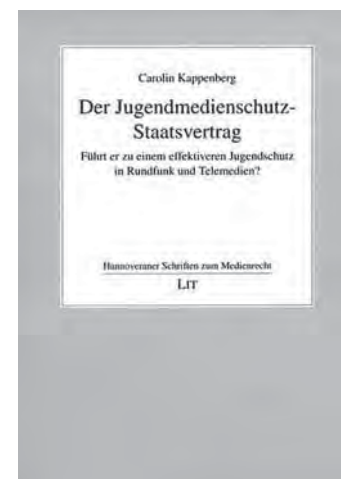 Carolin Kappenberg
Der Jugendmedienschutz-
Staatsvertrag
Führt er zu einem effektiveren Jugendschutz
in Rundfunk und Telemedien?
Hannoveraner Schriften zum Medienrecht
LIT